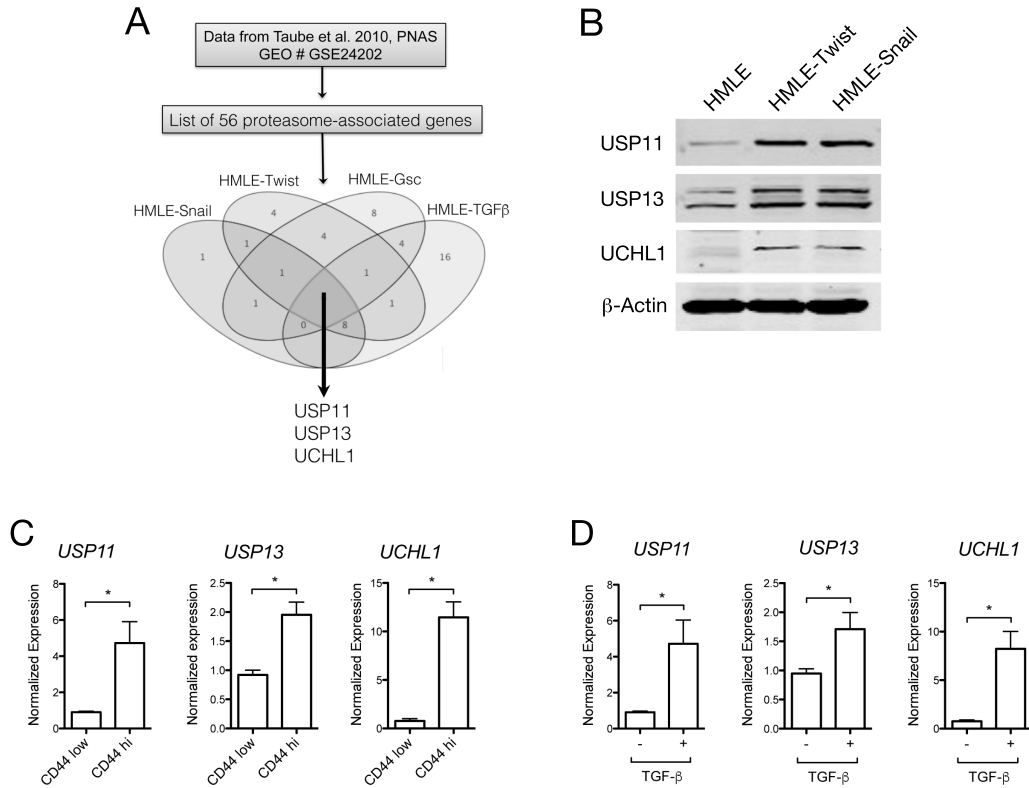 A
Data from Taube et al. 2010, PNAS
GEO # GSE24202
List of 56 proteasome-associated genes
HMLE-Twist
HMLE-Gsc
HMLE-Snail
HMLE-TGFβ
4
8
1
1
4
4
16
1
1
1
1
0
8
USP11
USP13
UCHL1
B
HMLE
HMLE-Twist
HMLE-Snail
USP11
USP13
UCHL1
β-Actin
C
USP11
Normalized Expression
8
6
4
2
0
*
CD44 low
CD44 hi
USP13
Normalized expression
2.5
2.0
1.5
1.0
0.5
0.0
*
CD44 low
CD44 hi
UCHL1
Normalized Expression
15
10
5
0
*
CD44 low
CD44 hi
D
USP11
Normalized Expression
8
6
4
2
0
*
- +
TGF-β
USP13
Normalized Expression
2.5
2.0
1.5
1.0
0.5
0.0
*
- +
TGF-β
UCHL1
Normalized Expression
15
10
5
0
*
- +
TGF-β